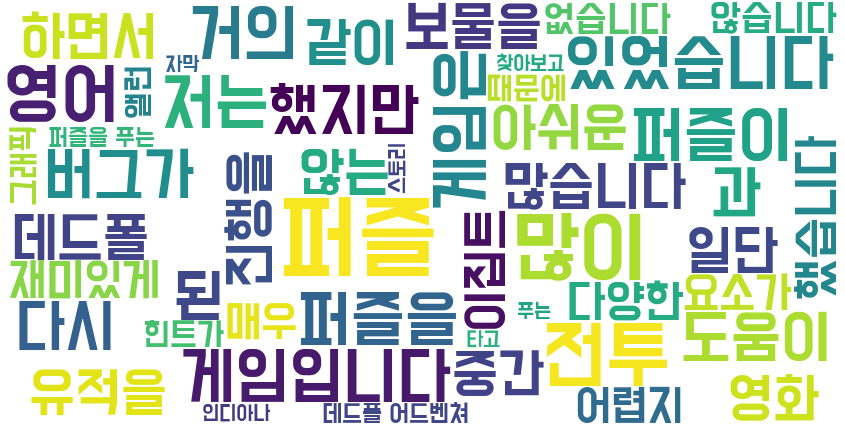 하면서 거의 같이 보물을 없습니다 않습니다
자막 찾아보고 있었습니다
영어 앨런 저는 했지만 게임은 때문에
그래픽 퍼즐을 푸는 아쉬운 퍼즐이
버그가 않는 스토리 많습니다 과 했습니다
데드폴 진행을 퍼즐 이집트 많이 일단
재미있게 된 다양한 요소가
다시 힌트가 매우 퍼즐을 타고 푸는 전투 도움이
게임입니다 중간
유적을 인디아나 데드폴 어드벤쳐 어렵지 영화